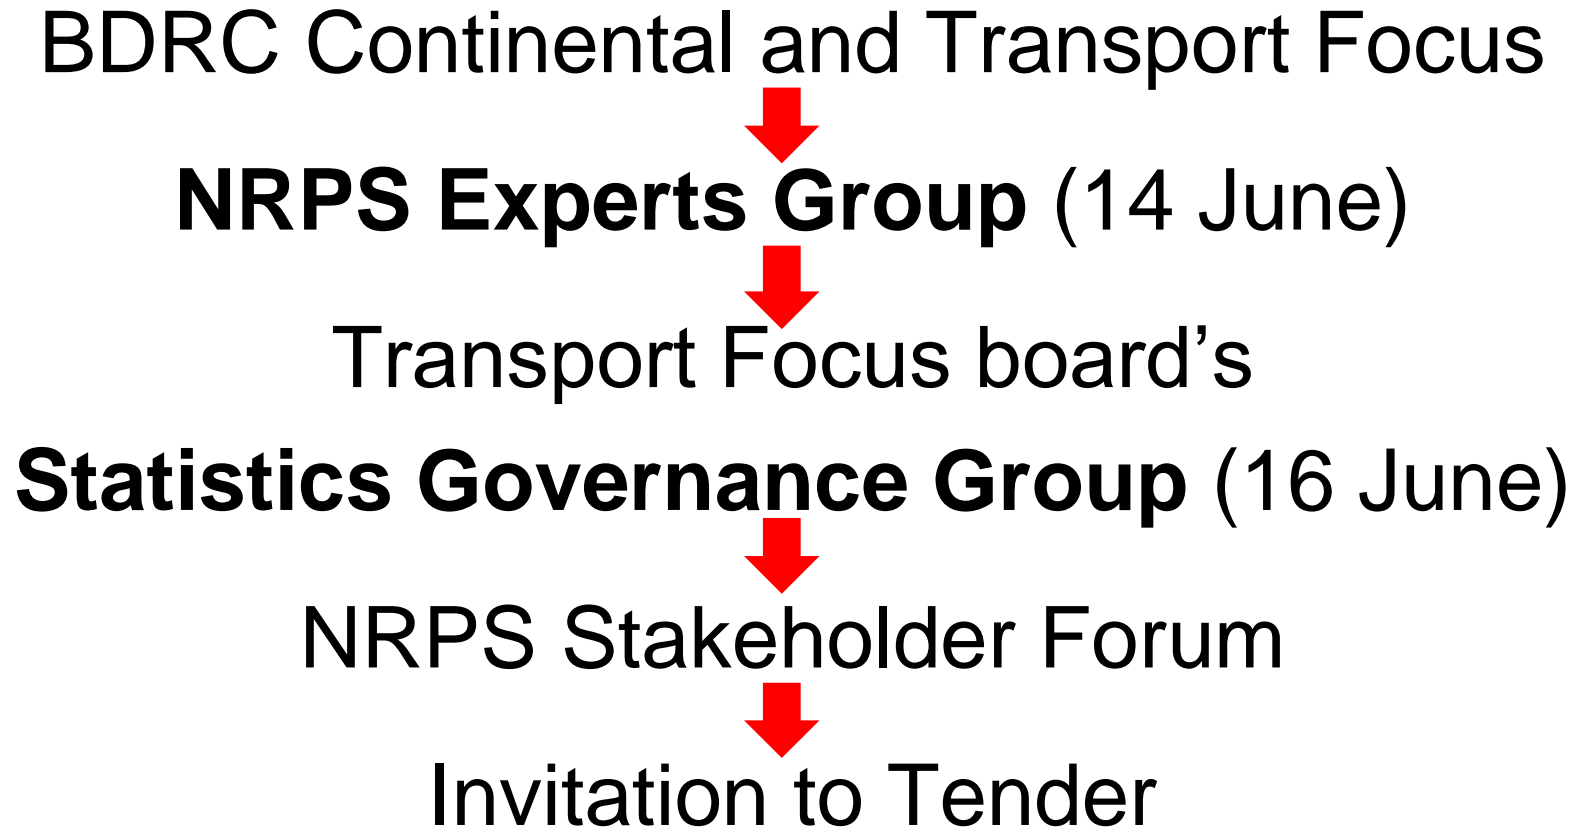 BDRC Continental and Transport Focus
NRPS Experts Group (14 June)
Transport Focus board’s
Statistics Governance Group (16 June)
NRPS Stakeholder Forum
Invitation to Tender